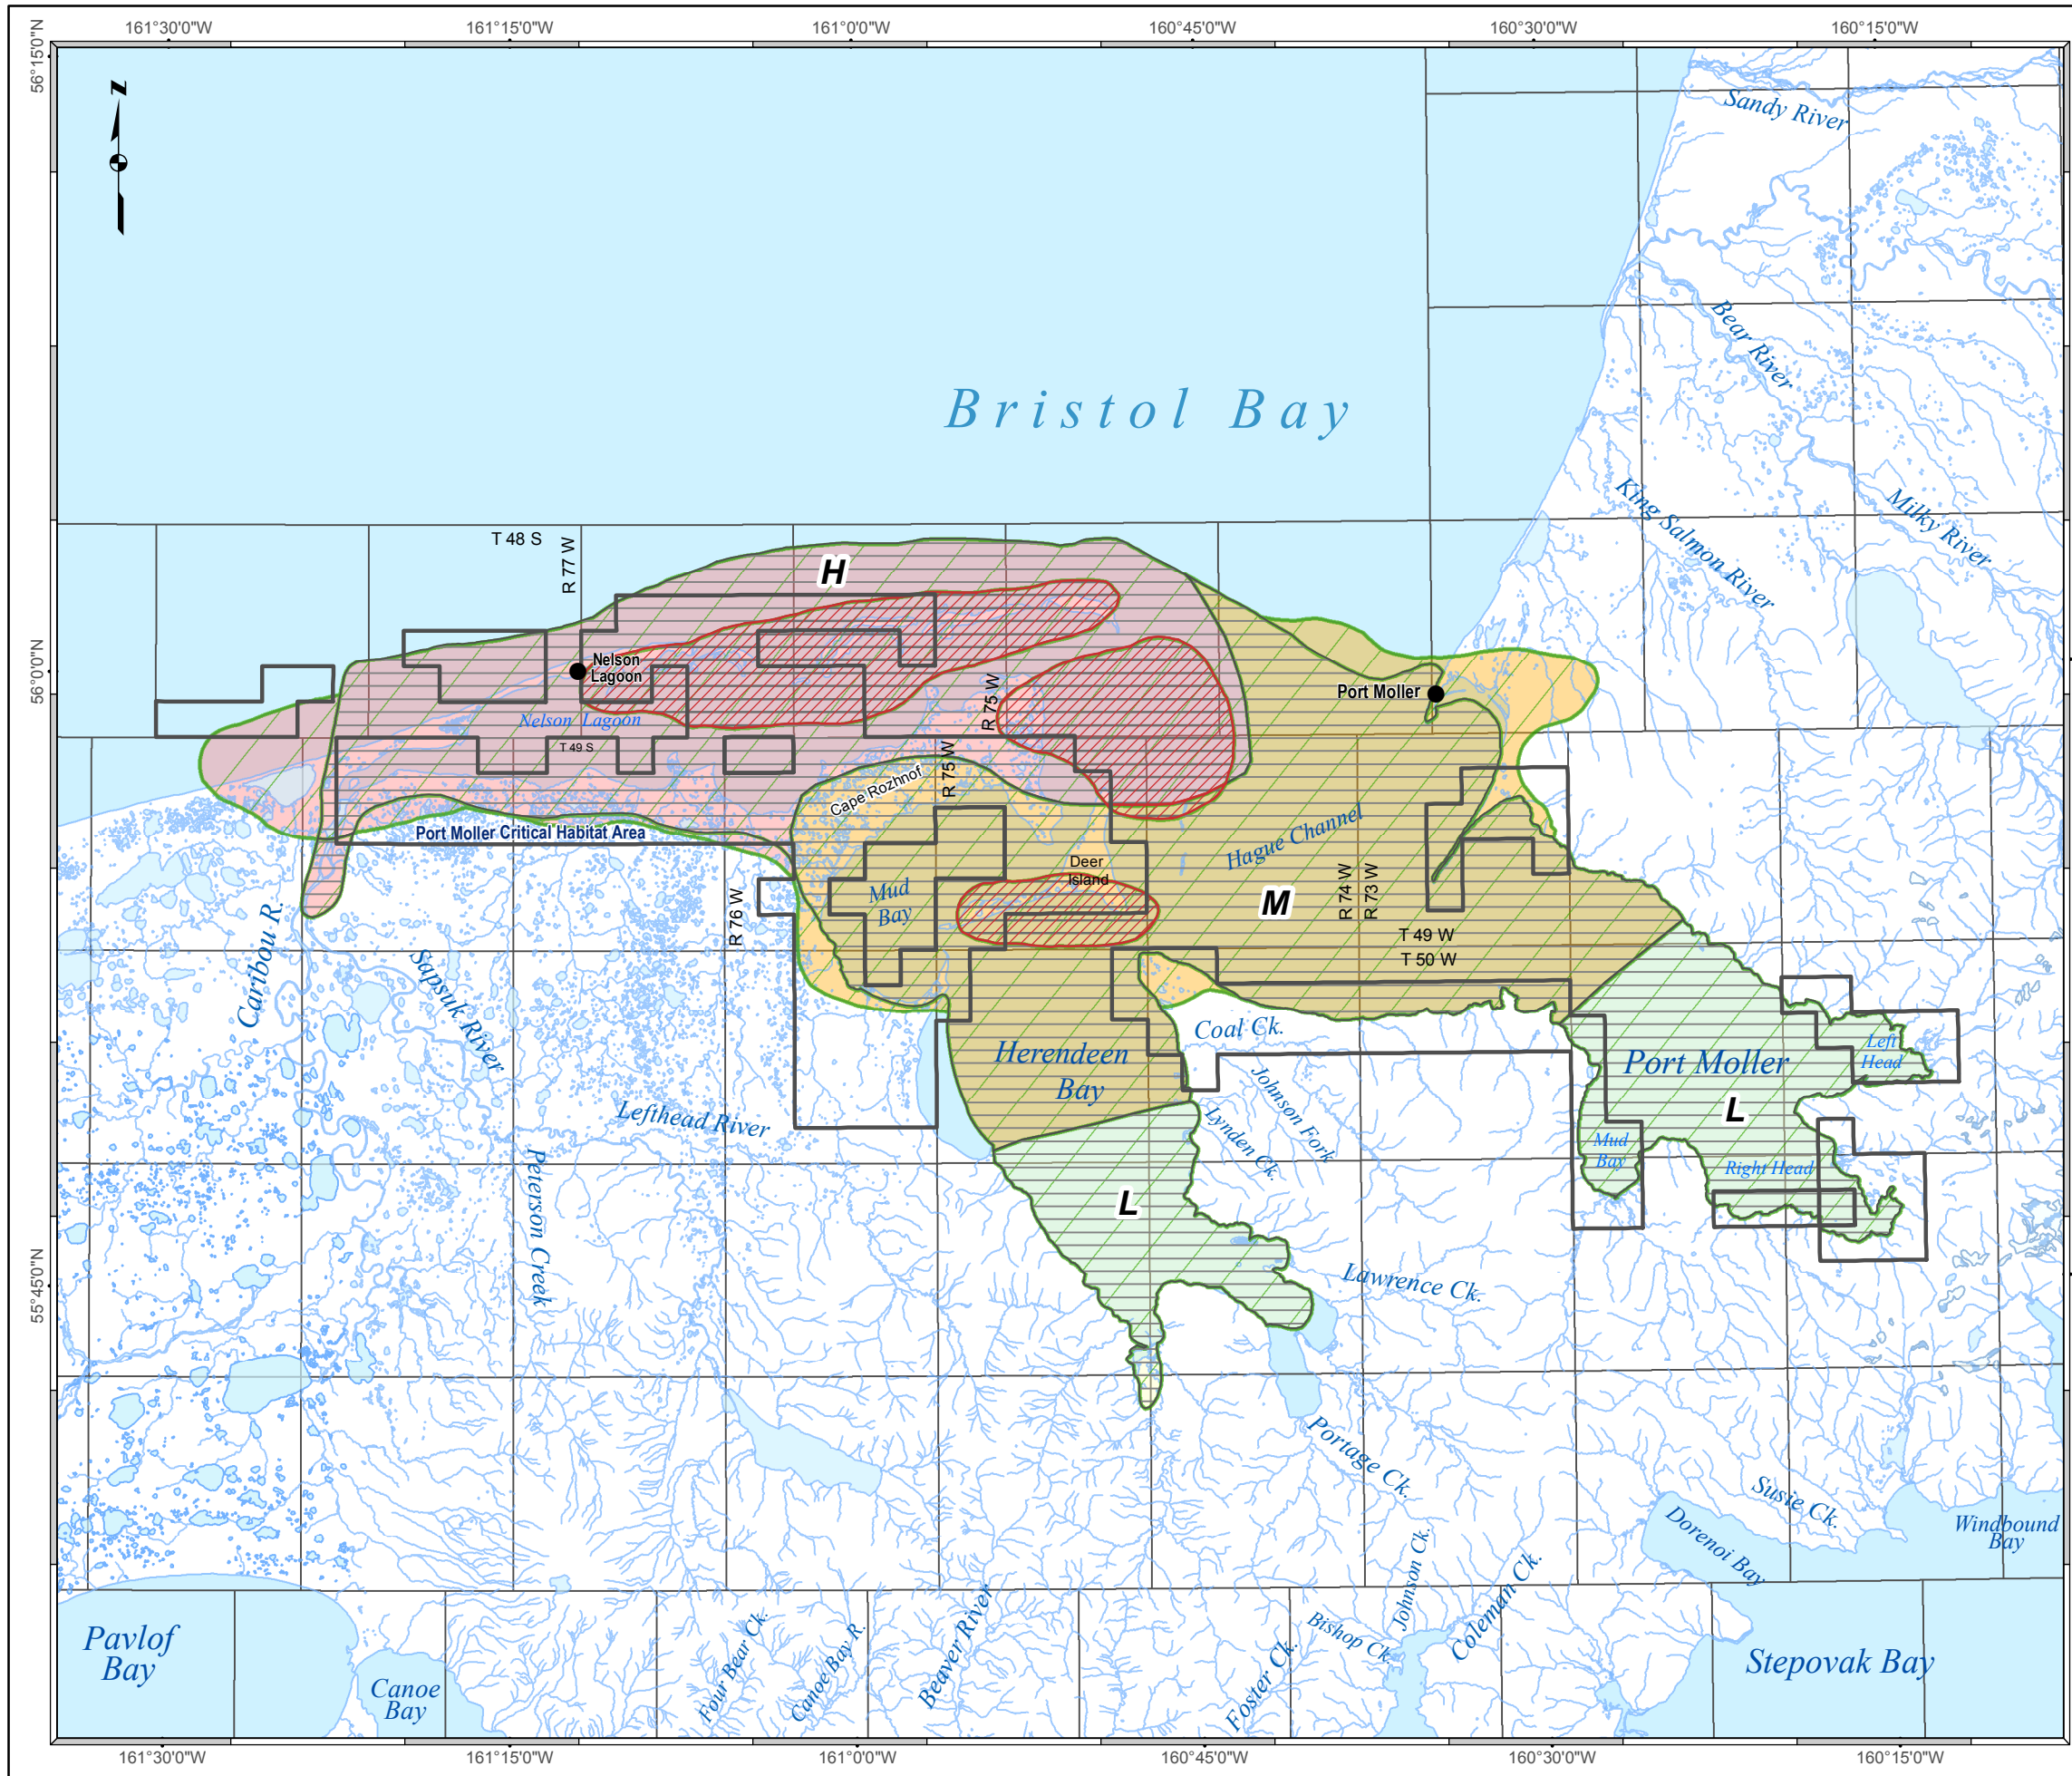 161°30'0"W
161°15'0"W
161°0'0"W
160°45'0"W
160°30'0"W
160°15'0"W
56°15'0"N
56°0'0"N
55°45'0"N
N
Sandy River
Bear River
Bristol Bay
King Salmon River
Milky River
T 48 S
R 77 W
H
Nelson
Lagoon
Nelson Lagoon
T 49 S
R 75 W
R 75 W
Port Moller
Cape Rozhnof
Port Moller Critical Habitat Area
Hague Channel
Deer
Island
Mud
Bay
M
R 74 W
R 73 W
R 76 W
T 49 W
T 50 W
Caribou R.
Sapsuk River
Coal Ck.
Herendeen
Bay
Johnson Fork
Lynden Ck.
Port Moller
L
Left
Head
Mud
Bay
Right Head
Lefthead River
Peterson Creek
L
Lawrence Ck.
Portage Ck.
Susie Ck.
Dorenoi Bay
Windbound
Bay
Johnson Ck.
Coleman Ck.
Bishop Ck.
Foster Ck.
Beaver River
Canoe Bay R.
Four Bear Ck.
Pavlof
Bay
Canoe
Bay
Stepovak Bay
161°30'0"W
161°15'0"W
161°0'0"W
160°45'0"W
160°30'0"W
160°15'0"W